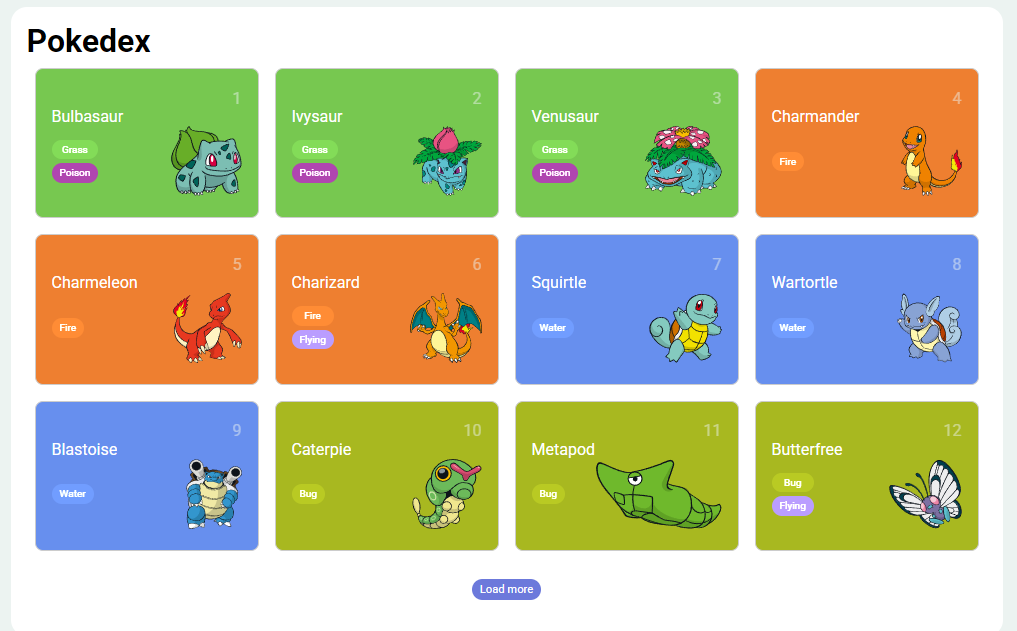 Pokedex
1
Bulbasaur
Grass
Poison
2
Ivysaur
Grass
Poison
3
Venusaur
Grass
Poison
4
Charmander
Fire
5
Charmeleon
Fire
6
Charizard
Fire
Flying
7
Squirtle
Water
8
Wartortle
Water
9
Blastoise
Water
10
Caterpie
Bug
11
Metapod
Bug
12
Butterfree
Bug
Flying
Load more